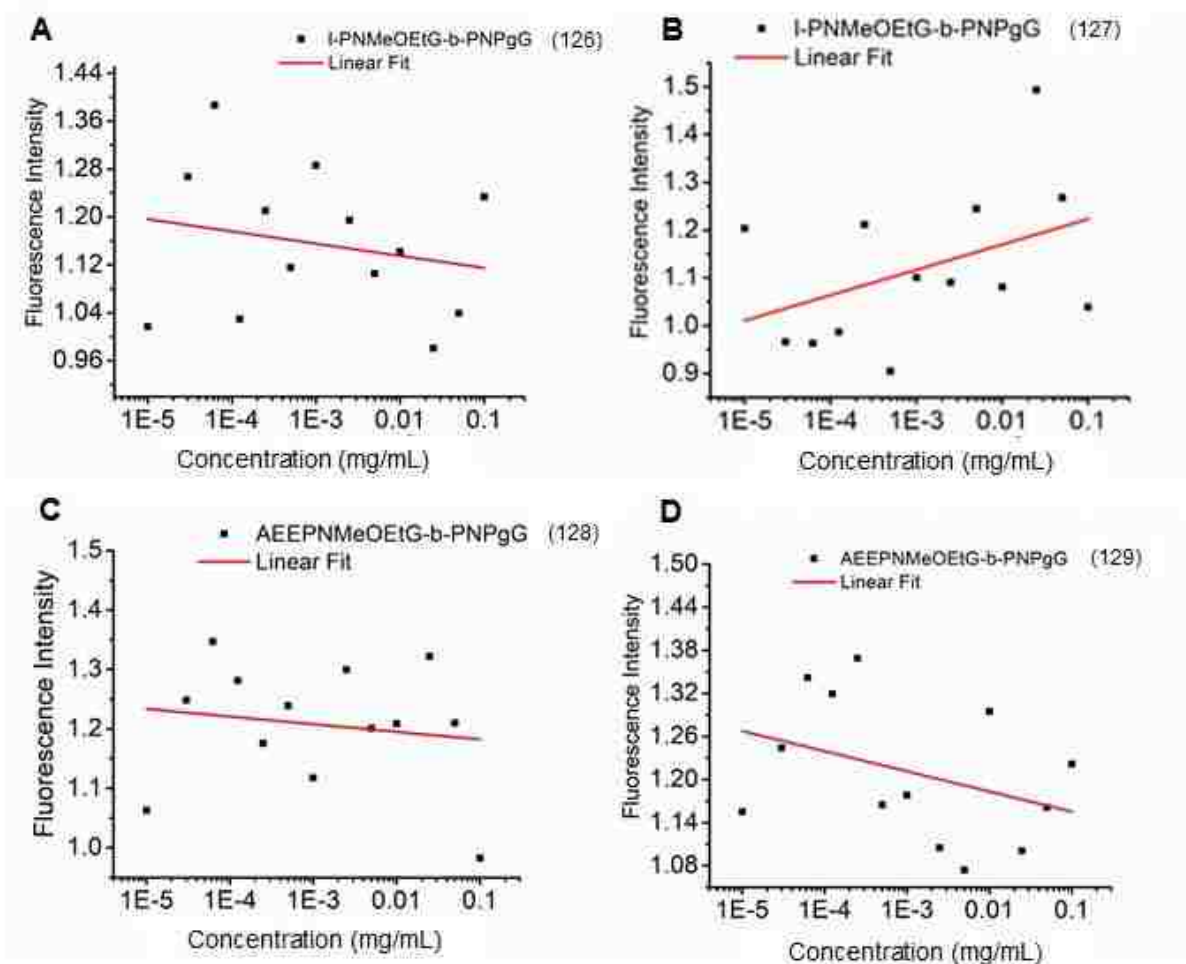 A
l-PNMeOEtG-b-PNPgG (126)
Linear Fit
1.44
1.36
1.28
1.20
1.12
1.04
0.96
Fluorescence Intensity
1E-5 1E-4 1E-3 0.01 0.1
Concentration (mg/mL)
B
l-PNMeOEtG-b-PNPgG (127)
Linear Fit
1.5
1.4
1.3
1.2
1.1
1.0
0.9
Fluorescence Intensity
1E-5 1E-4 1E-3 0.01 0.1
Concentration (mg/mL)
C
AEEPNMeOEtG-b-PNPgG (128)
Linear Fit
1.5
1.4
1.3
1.2
1.1
1.0
Fluorescence Intensity
1E-5 1E-4 1E-3 0.01 0.1
Concentration (mg/mL)
D
AEEPNMeOEtG-b-PNPgG (129)
Linear Fit
1.50
1.44
1.38
1.32
1.26
1.20
1.14
1.08
Fluorescence Intensity
1E-5 1E-4 1E-3 0.01 0.1
Concentration (mg/mL)